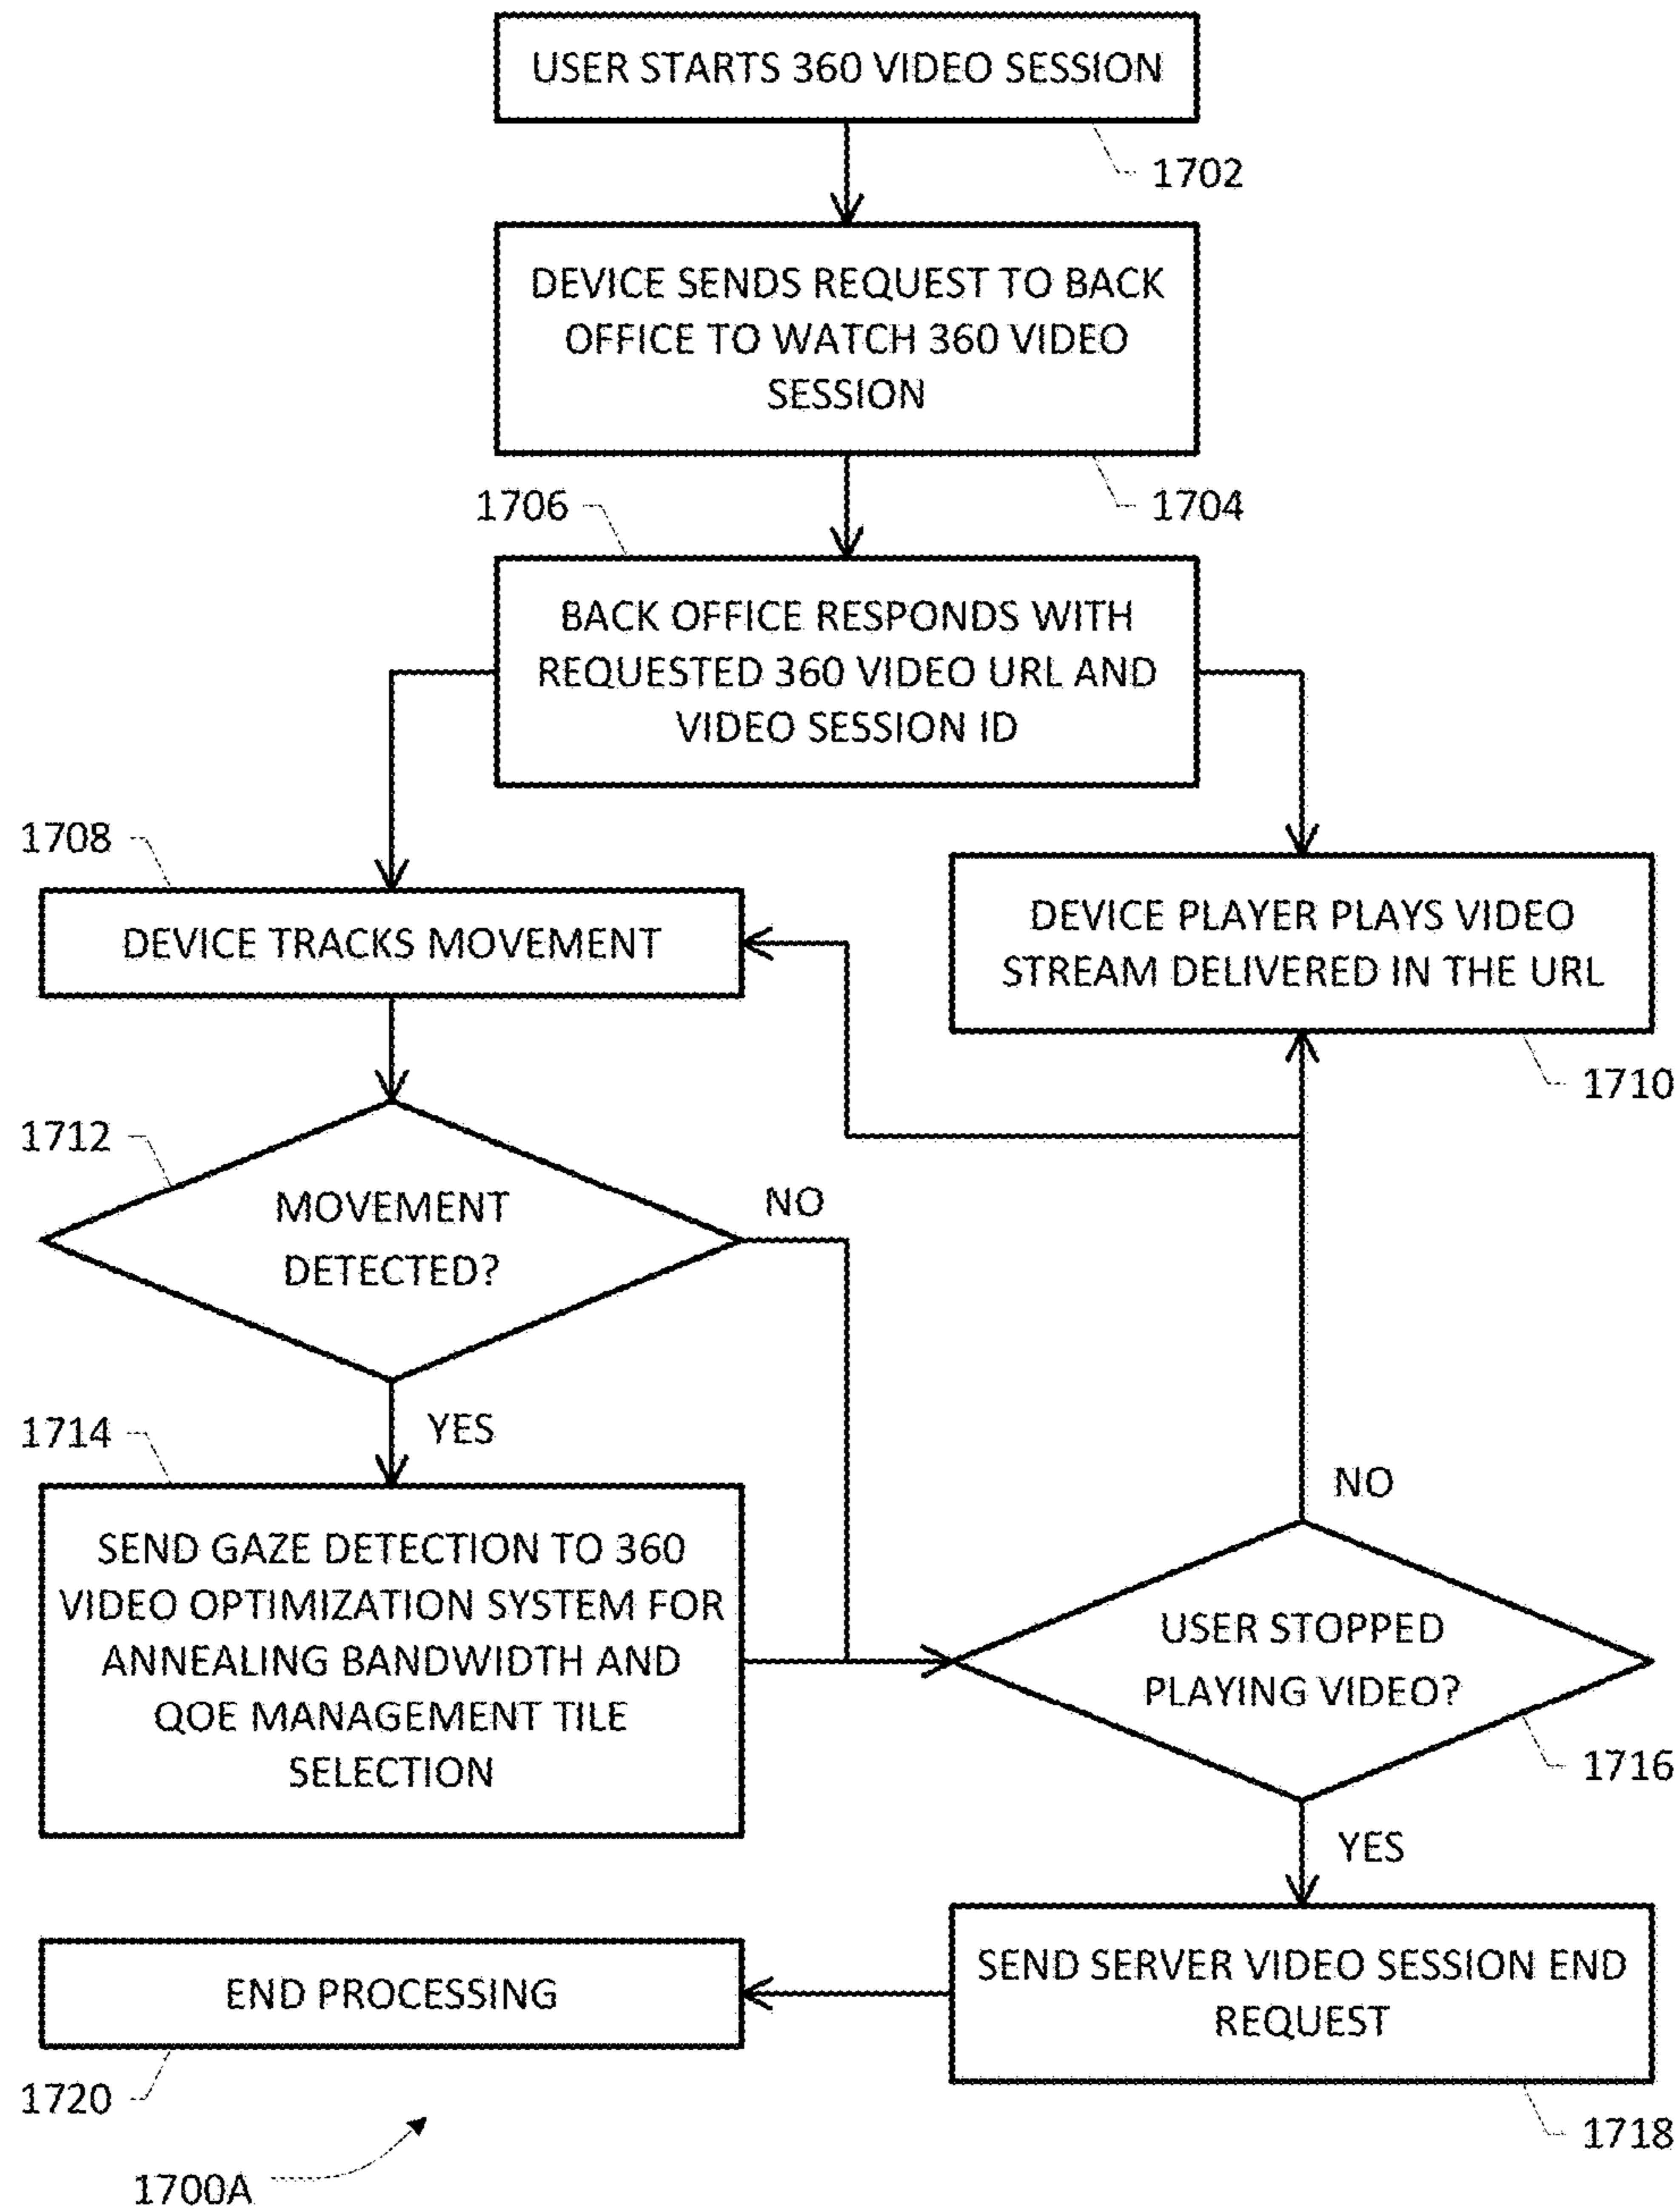 USER STARTS 360 VIDEO SESSION
1702
DEVICE SENDS REQUEST TO BACK
OFFICE TO WATCH 360 VIDEO
SESSION
1706
1704
BACK OFFICE RESPONDS WITH
REQUESTED 360 VIDEO URL AND
VIDEO SESSION ID
1708
DEVICE TRACKS MOVEMENT
DEVICE PLAYER PLAYS VIDEO
STREAM DELIVERED IN THE URL
1710
1712
MOVEMENT
DETECTED?
NO
YES
1714
SEND GAZE DETECTION TO 360
VIDEO OPTIMIZATION SYSTEM FOR
ANNEALING BANDWIDTH AND
QOE MANAGEMENT TILE
SELECTION
NO
USER STOPPED
PLAYING VIDEO?
1716
YES
SEND SERVER VIDEO SESSION END
REQUEST
1718
END PROCESSING
1720
1700A